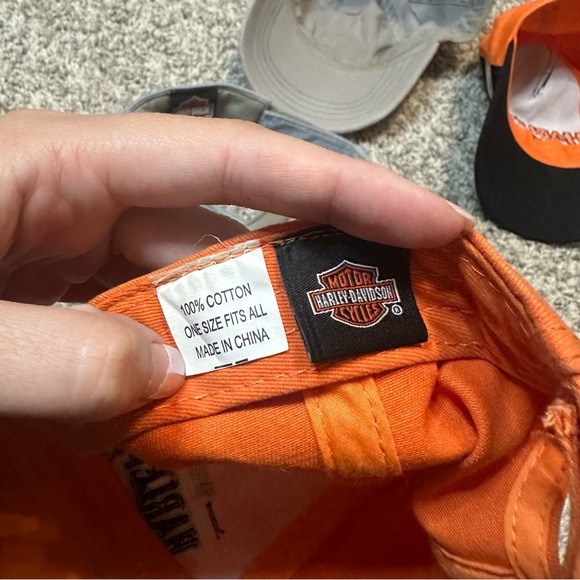 100% COTTON
ONE SIZE FITS ALL
MADE IN CHINA
MOTOR
HARLEY-DAVIDSON
CYCLES
®